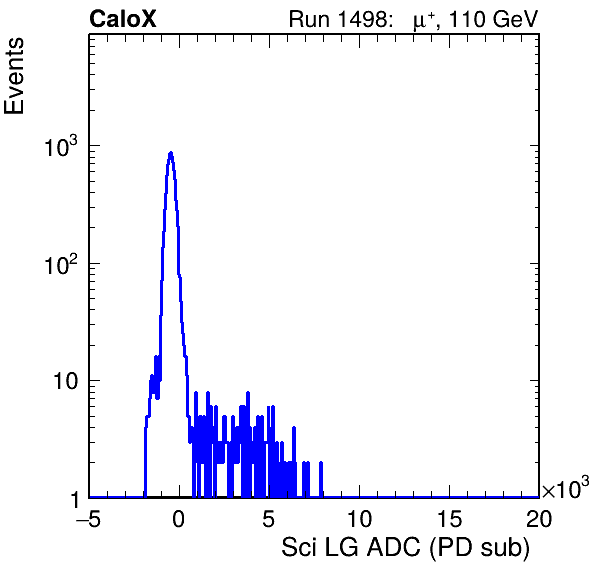 CaloX Run 1498: μ⁺, 110 GeV
Events
10³
10²
10
1
−5 0 5 10 15 20 ×10³
Sci LG ADC (PD sub)